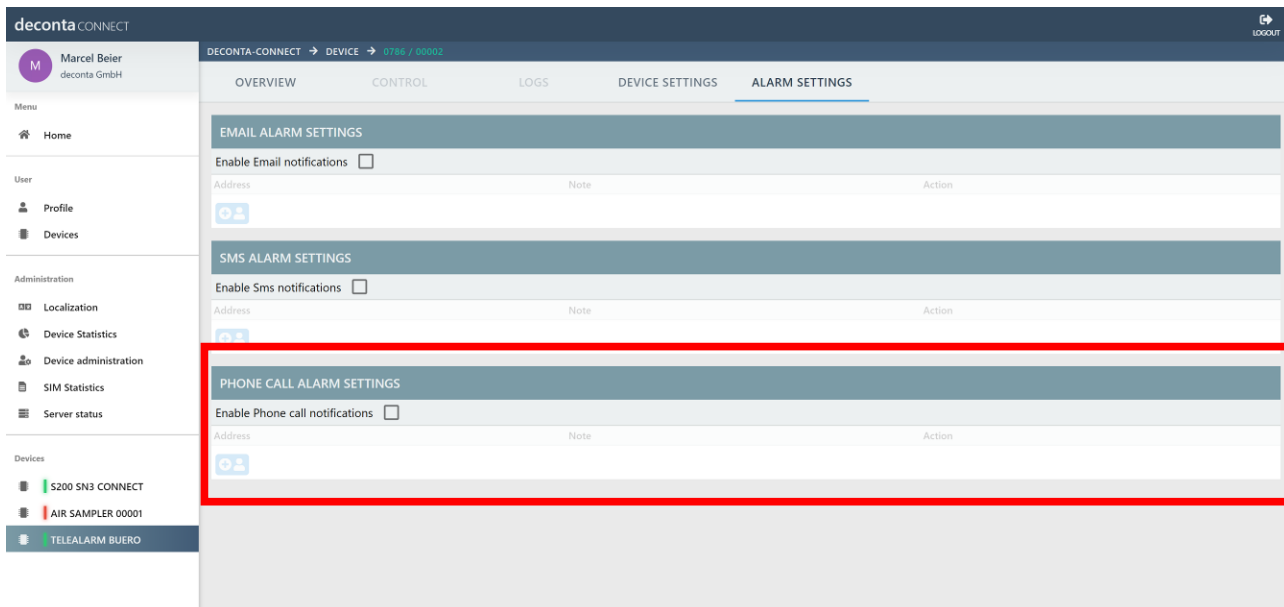 deconta CONNECT
LOGOUT
M
Marcel Beier
deconta GmbH
DECONTA-CONNECT → DEVICE → 0786 / 00002
OVERVIEW CONTROL LOGS DEVICE SETTINGS ALARM SETTINGS
Menu
Home
User
Profile
Devices
Administration
Localization
Device Statistics
Device administration
SIM Statistics
Server status
Devices
S200 SN3 CONNECT
AIR SAMPLER 00001
TELEALARM BUERO
EMAIL ALARM SETTINGS
Enable Email notifications
Address Note Action
SMS ALARM SETTINGS
Enable Sms notifications
Address Note Action
PHONE CALL ALARM SETTINGS
Enable Phone call notifications
Address Note Action